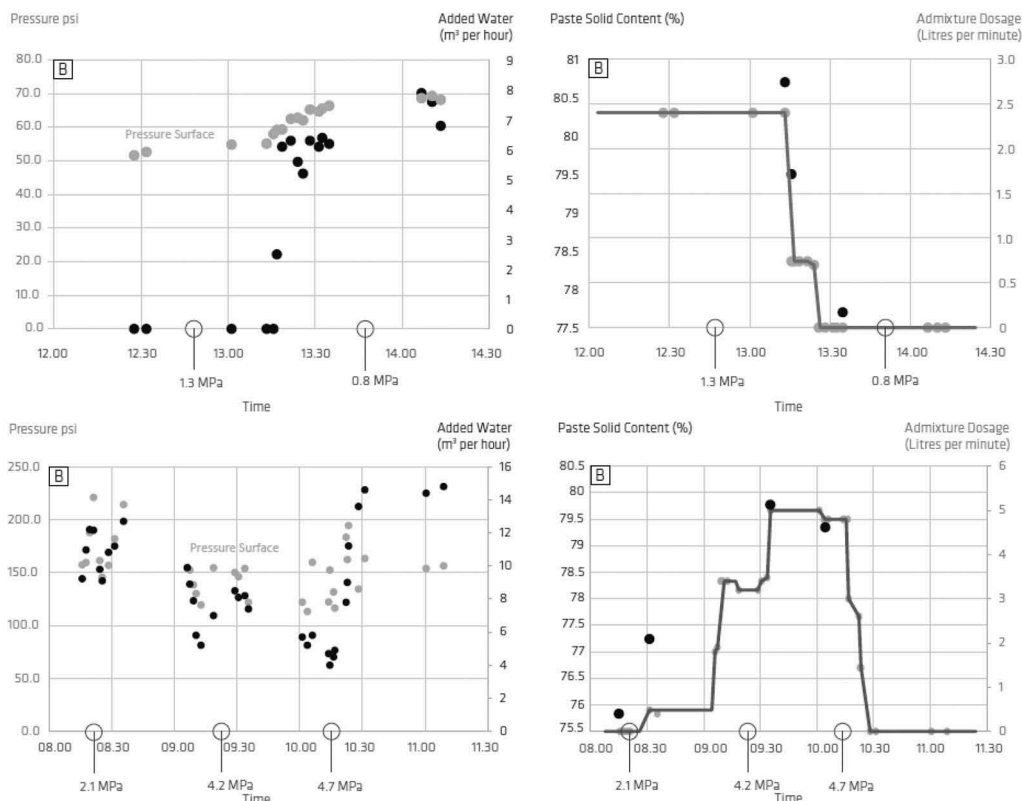 Pressure psi
Added Water
(m³ per hour)
80.0
70.0
60.0
50.0
40.0
30.0
20.0
10.0
0.0
B
Pressure Surface
9
8
7
6
5
4
3
2
1
0
12.00 12.30 13.00 13.30 14.00 14.30
1.3 MPa 0.8 MPa
Time
Paste Solid Content (%)
Admixture Dosage
(Litres per minute)
81
80.5
80
79.5
79
78.5
78
77.5
B
3.0
2.5
2.0
1.5
1.0
0.5
0
12.00 12.30 13.00 13.30 14.00 14.30
1.3 MPa 0.8 MPa
Time
Pressure psi
Added Water
(m³ per hour)
250.0
200.0
150.0
100.0
50.0
0.0
B
Pressure Surface
16
14
12
10
8
6
4
2
0
08.00 08.30 09.00 09.30 10.00 10.30 11.00 11.30
2.1 MPa 4.2 MPa 4.7 MPa
Time
Paste Solid Content (%)
Admixture Dosage
(Litres per minute)
80.5
80
79.5
78.5
78.5
77.5
77
76.5
76
75.5
B
6
5
4
3
2
1
0
08.00 08.30 09.00 09.30 10.00 10.30 11.00 11.30
2.1 MPa 4.2 MPa 4.7 MPa
Time